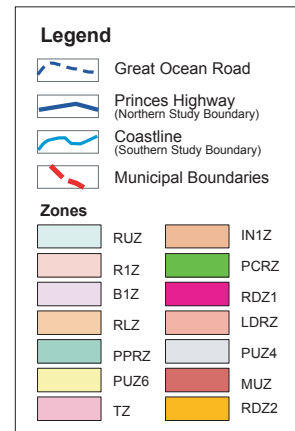 Legend
Great Ocean Road
Princes Highway
(Northern Study Boundary)
Coastline
(Southern Study Boundary)
Municipal Boundaries
Zones
RUZ
R1Z
B1Z
RLZ
PPRZ
PUZ6
TZ
IN1Z
PCRZ
RDZ1
LDRZ
PUZ4
MUZ
RDZ2